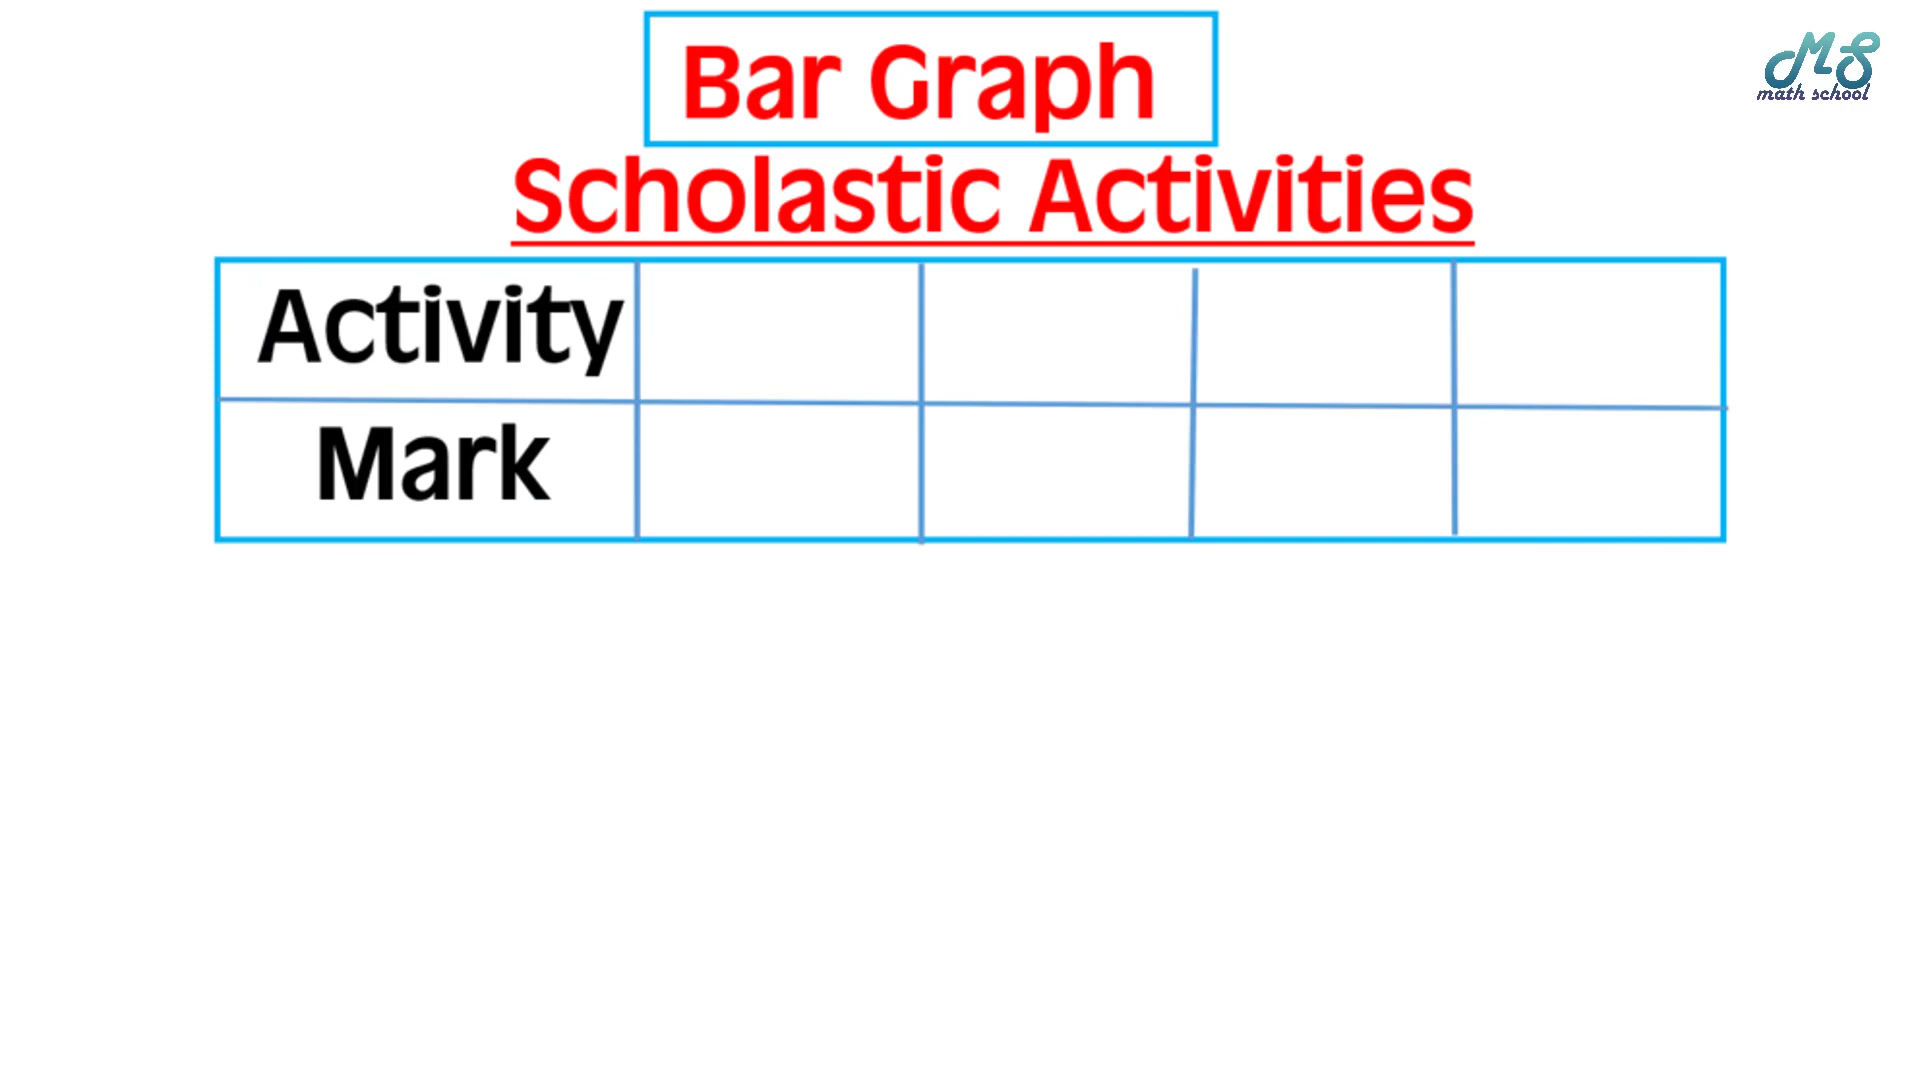 Bar Graph
MS
math school
Scholastic Activities
Activity
Mark